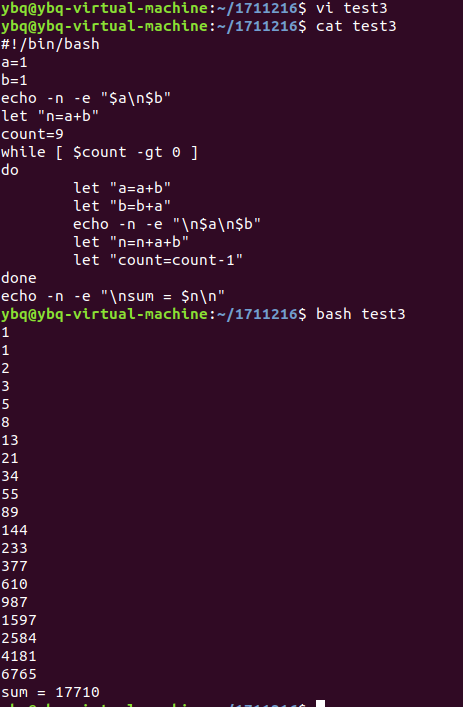 ybq@ybq-virtual-machine:~/1711216$ vi test3
ybq@ybq-virtual-machine:~/1711216$ cat test3
#!/bin/bash
a=1
b=1
echo -n -e "$a\n$b"
let "n=a+b"
count=9
while [ $count -gt 0 ]
do
        let "a=a+b"
        let "b=b+a"
        echo -n -e "\n$a\n$b"
        let "n=n+a+b"
        let "count=count-1"
done
echo -n -e "\nsum = $n\n"
ybq@ybq-virtual-machine:~/1711216$ bash test3
1
1
2
3
5
8
13
21
34
55
89
144
233
377
610
987
1597
2584
4181
6765
sum = 17710